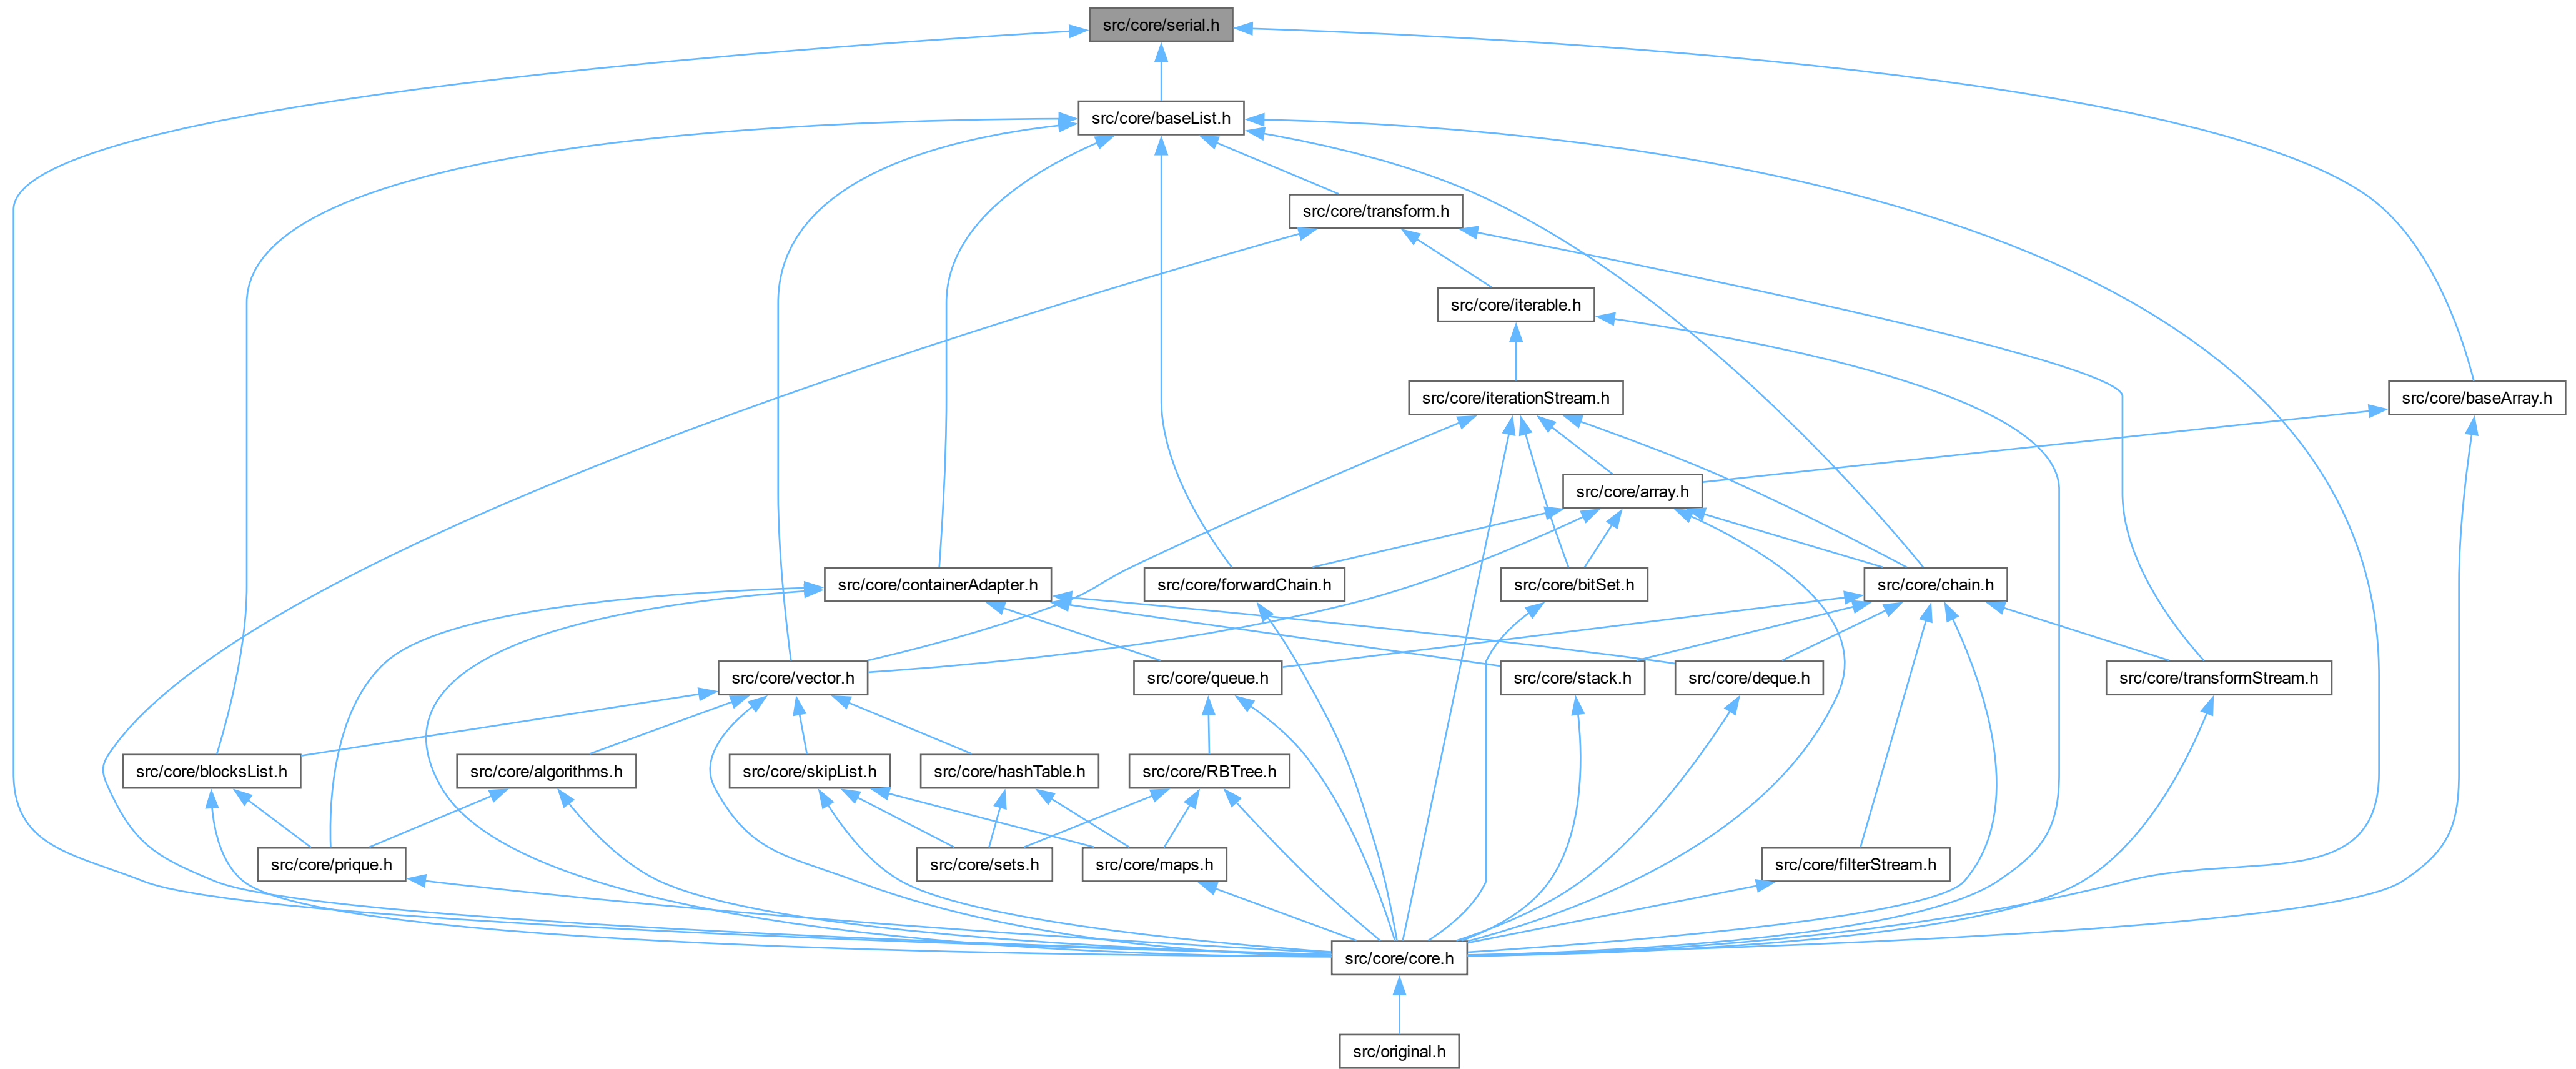 src/core/serial.h
src/core/baseList.h
src/core/transform.h
src/core/iterable.h
src/core/iterationStream.h
src/core/baseArray.h
src/core/array.h
src/core/containerAdapter.h
src/core/forwardChain.h
src/core/bitSet.h
src/core/chain.h
src/core/vector.h
src/core/queue.h
src/core/stack.h
src/core/deque.h
src/core/transformStream.h
src/core/blocksList.h
src/core/algorithms.h
src/core/skipList.h
src/core/hashTable.h
src/core/RBTree.h
src/core/prique.h
src/core/sets.h
src/core/maps.h
src/core/filterStream.h
src/core/core.h
src/original.h